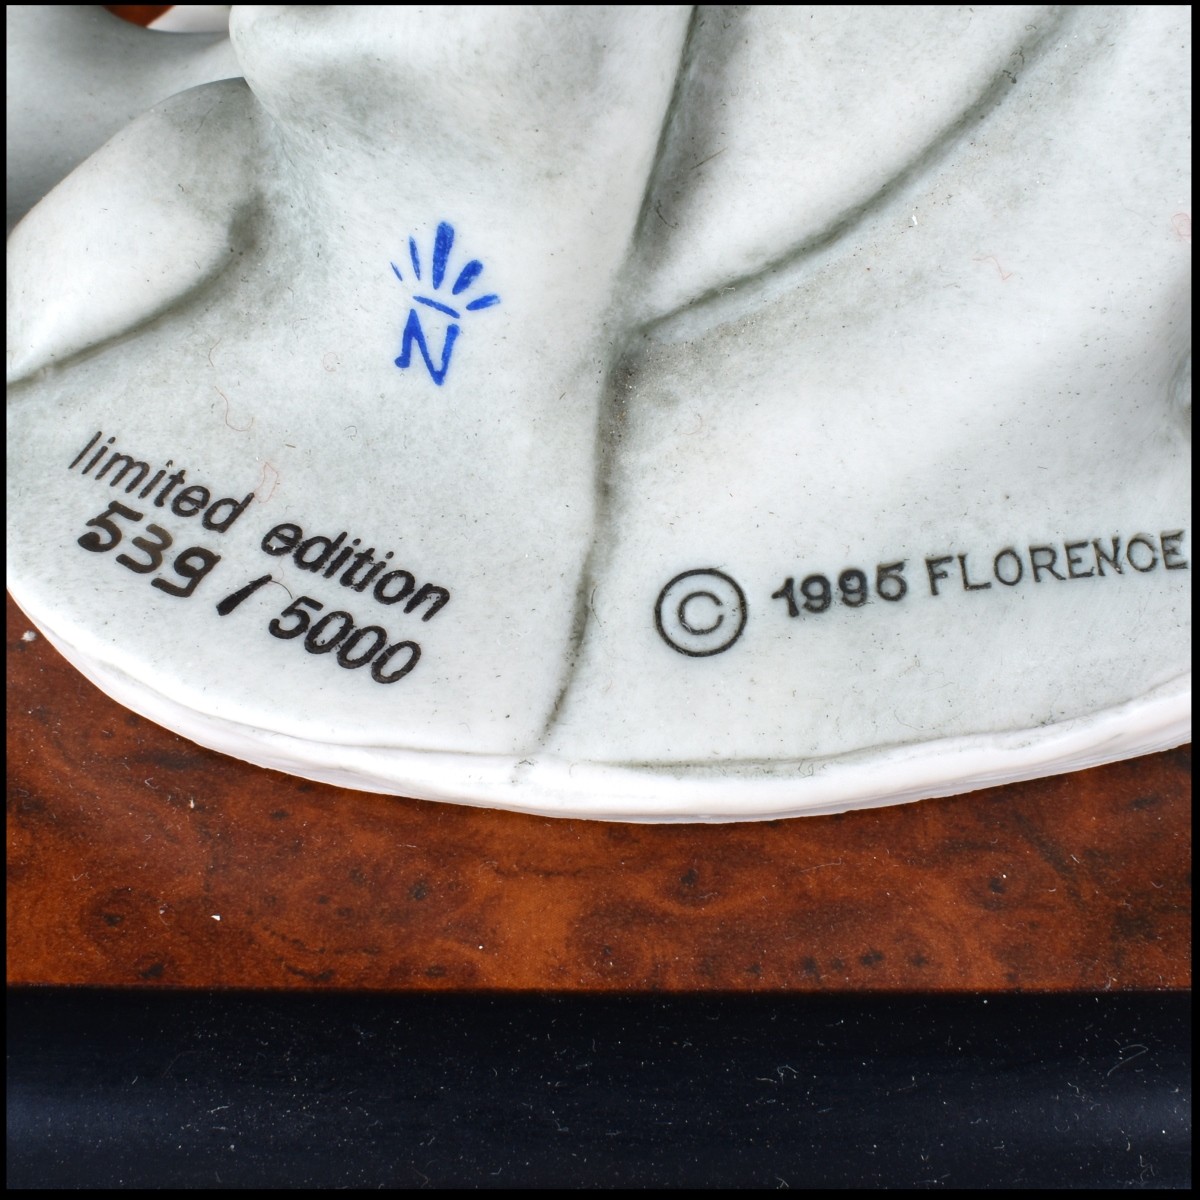 N
limited edition
539 / 5000
© 1995 FLORENCE